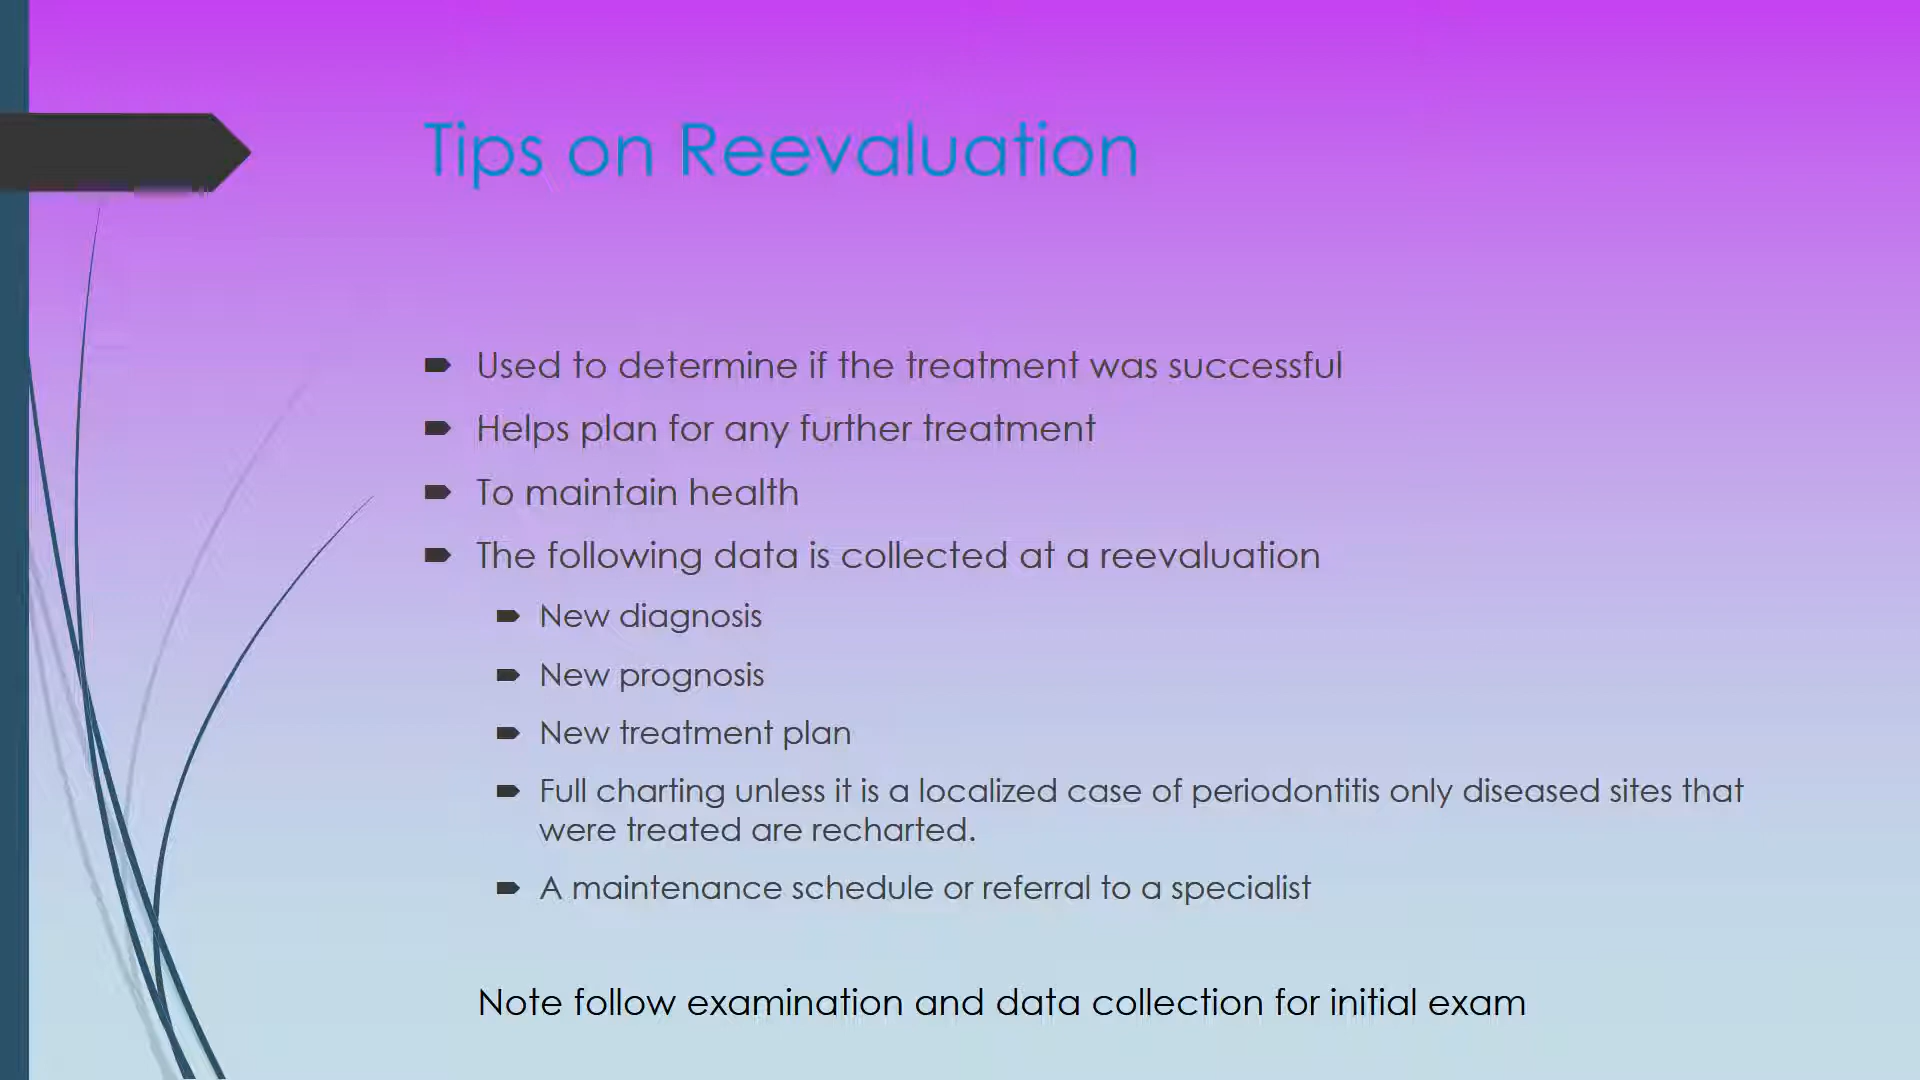 Tips on Reevaluation
Used to determine if the treatment was successful
Helps plan for any further treatment
To maintain health
The following data is collected at a reevaluation
New diagnosis
New prognosis
New treatment plan
Full charting unless it is a localized case of periodontitis only diseased sites that
were treated are recharted.
A maintenance schedule or referral to a specialist
Note follow examination and data collection for initial exam